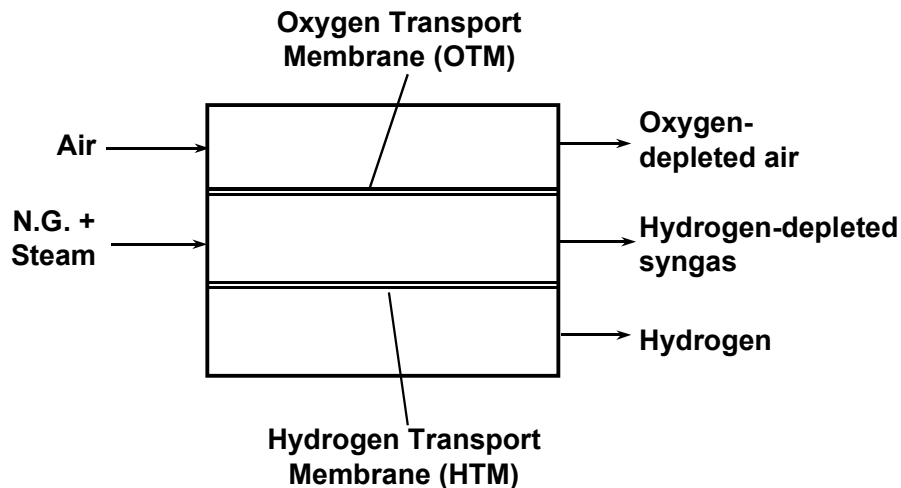 Oxygen Transport
Membrane (OTM)
Air
Oxygen-
depleted air
N.G. +
Steam
Hydrogen-depleted
syngas
Hydrogen
Hydrogen Transport
Membrane (HTM)